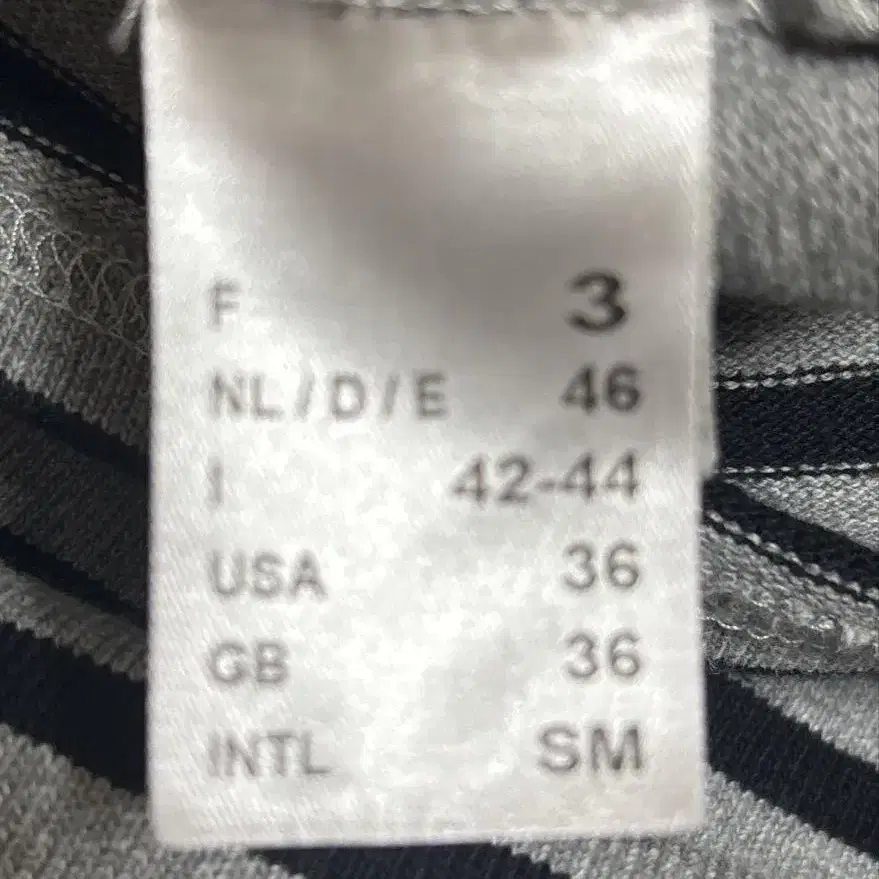 F 3
NL/D/E 46
I 42-44
USA 36
GB 36
INTL SM